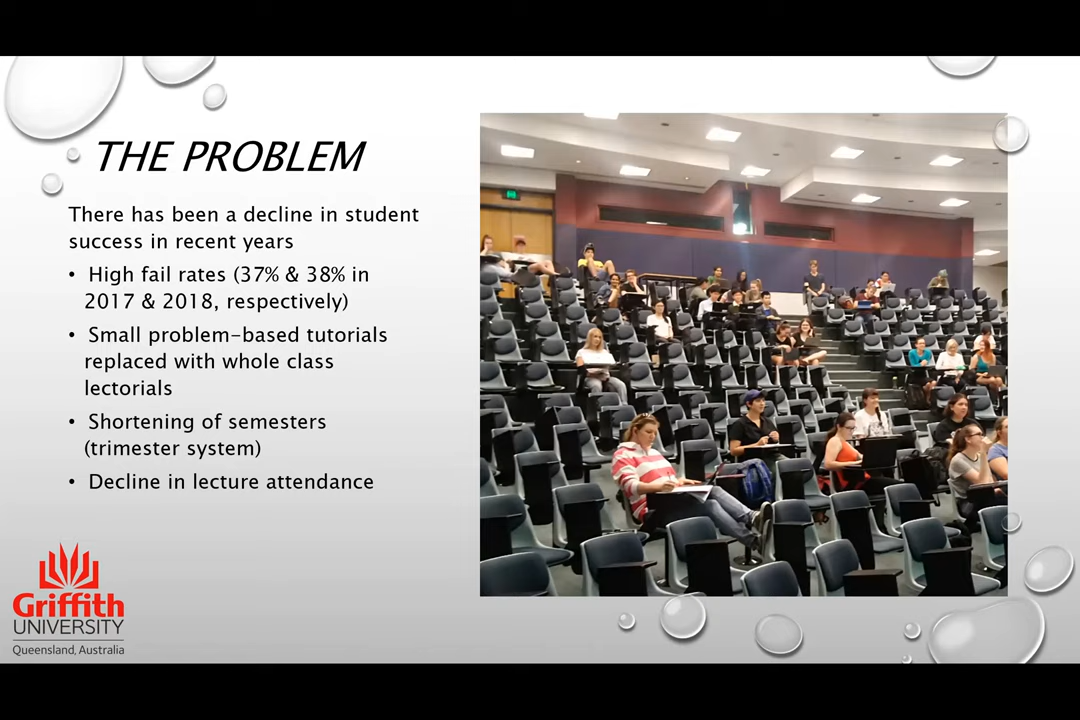 THE PROBLEM
There has been a decline in student
success in recent years
• High fail rates (37% & 38% in
2017 & 2018, respectively)
• Small problem-based tutorials
replaced with whole class
lectorials
• Shortening of semesters
(trimester system)
• Decline in lecture attendance
Griffith
UNIVERSITY
Queensland, Australia